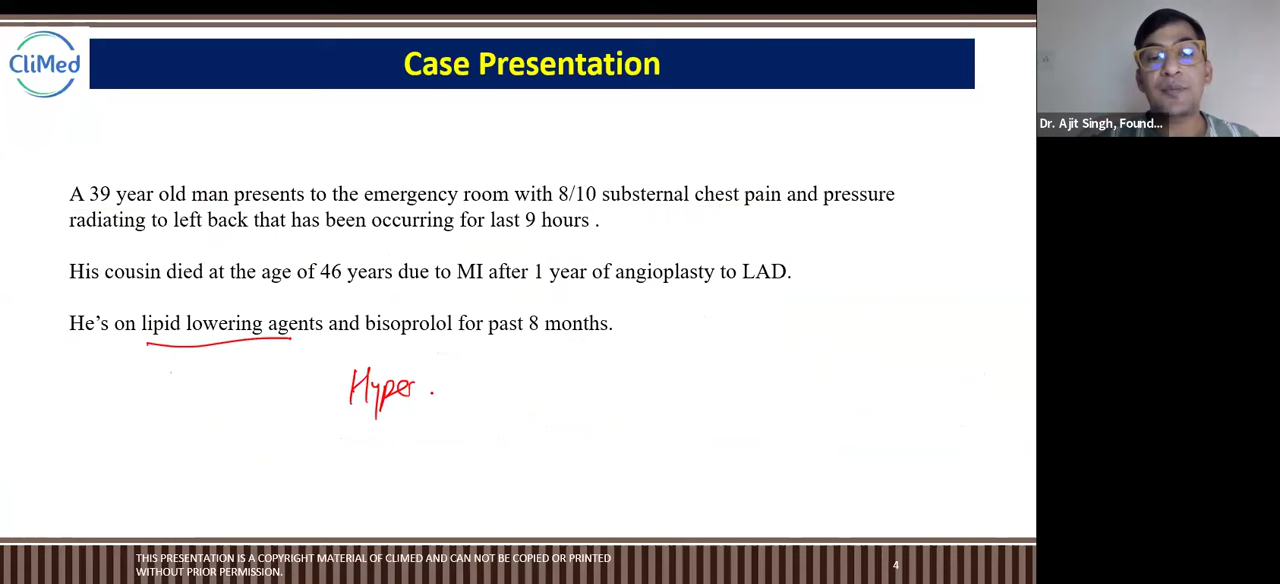 CliMed
Case Presentation
Dr. Ajit Singh, Found...
A 39 year old man presents to the emergency room with 8/10 substernal chest pain and pressure
radiating to left back that has been occurring for last 9 hours .
His cousin died at the age of 46 years due to MI after 1 year of angioplasty to LAD.
He's on lipid lowering agents and bisoprolol for past 8 months.
Hyper .
THIS PRESENTATION IS A COPYRIGHT MATERIAL OF CLIMED AND CAN NOT BE COPIED OR PRINTED
WITHOUT PRIOR PERMISSION.
4